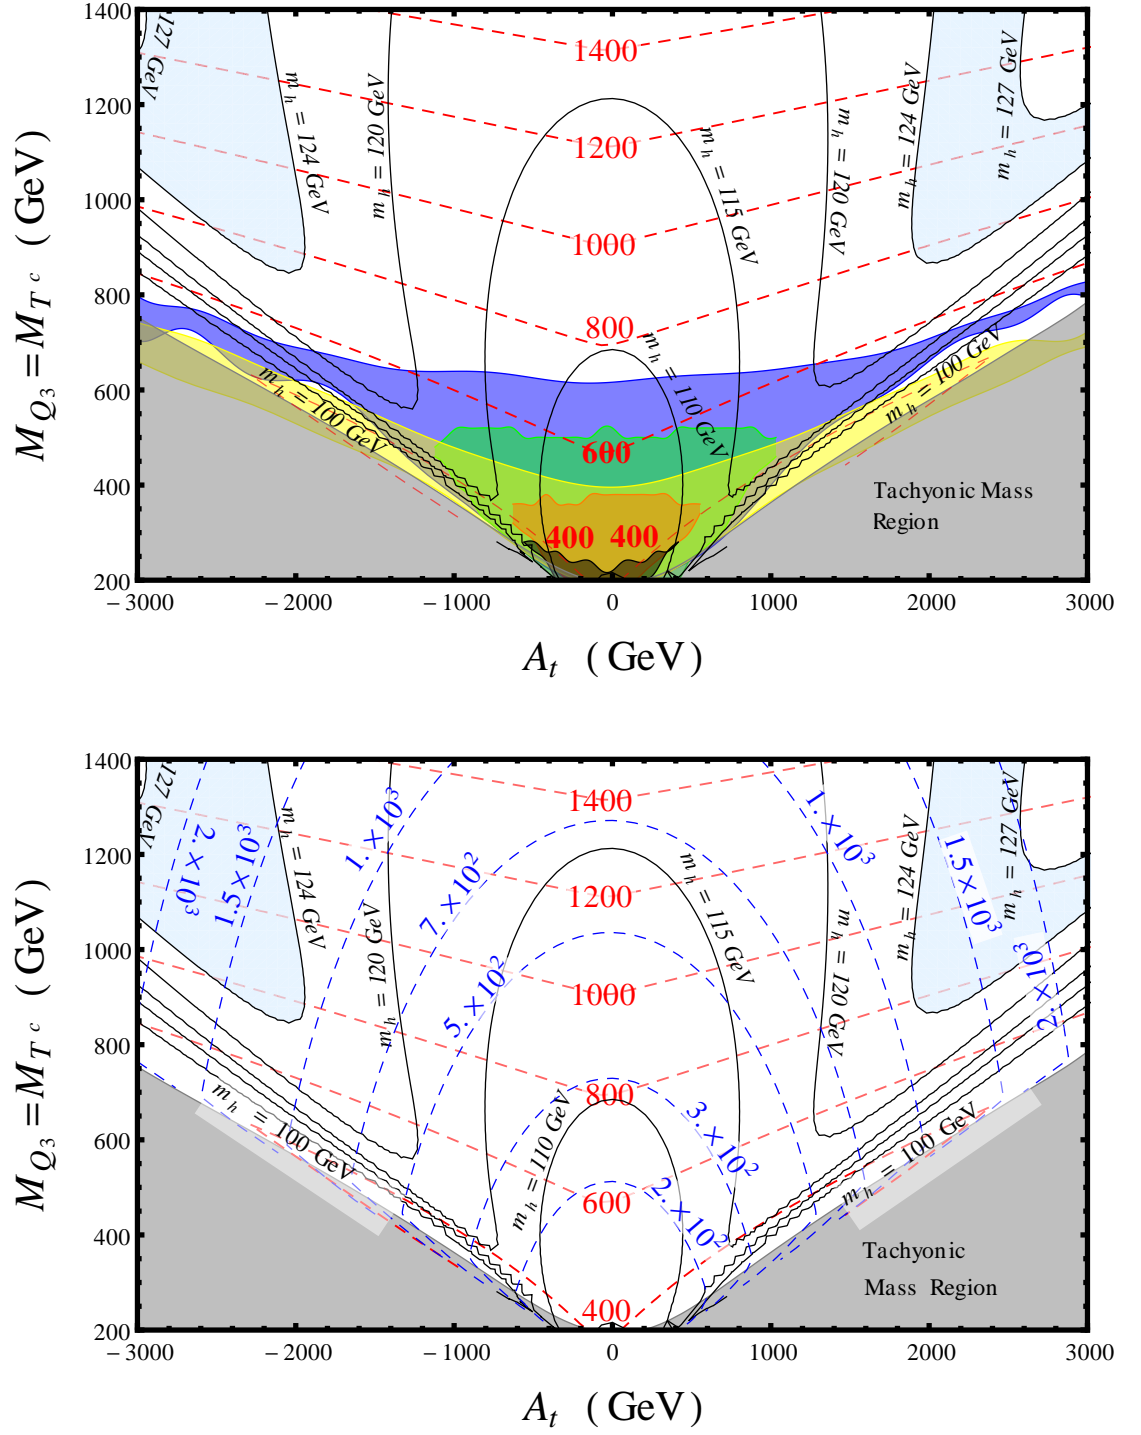 1400
1200
1000
800
600
400
200
M_{Q_3} = M_{T^c} (GeV)
127 GeV
m_h = 124 GeV
m_h = 120 GeV
m_h = 115 GeV
m_h = 120 GeV
m_h = 124 GeV
m_h = 127 GeV
1400
1200
1000
800
600
400 400
m_h = 110 GeV
m_h = 100 GeV
m_h = 100 GeV
Tachyonic Mass
Region
−3000 −2000 −1000 0 1000 2000 3000
A_t (GeV)
1400
1200
1000
800
600
400
200
M_{Q_3} = M_{T^c} (GeV)
127 GeV
2.×10^3
1.5×10^3
m_h = 124 GeV
1.×10^3
m_h = 120 GeV
7.×10^2
5.×10^2
m_h = 115 GeV
1.×10^3
m_h = 120 GeV
m_h = 124 GeV
1.5×10^3
m_h = 127 GeV
2.×10^3
1400
1200
1000
800
600
400
3.×10^2
2.×10^2
m_h = 110 GeV
m_h = 100 GeV
m_h = 100 GeV
Tachyonic
Mass Region
−3000 −2000 −1000 0 1000 2000 3000
A_t (GeV)